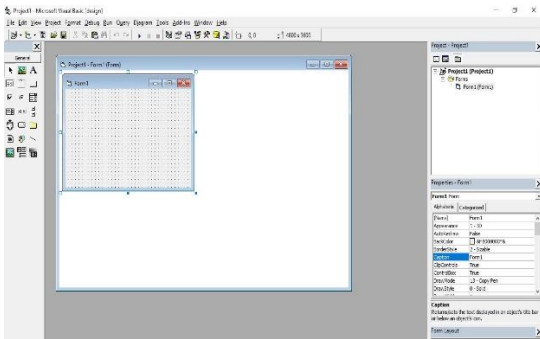 Project1 - Microsoft Visual Basic [design]
File Edit View Project Format Debug Run Query Diagram Tools Add-Ins Window Help
0, 0
4800 x 3600
General
A
Project1 - Form1 (Form)
Form1
Project - Project1
Project1 (Project1)
Forms
Form1 (Form1)
Properties - Form1
Form1 Form
Alphabetic Categorized
(Name) Form1
Appearance 1 - 3D
AutoRedraw False
BackColor
BorderStyle 2 - Sizable
Caption Form1
ClipControls True
ControlBox True
DrawMode 13 - Copy Pen
DrawStyle 0 - Solid
Caption
Returns/sets the text displayed in an object's title bar
or below an object's icon.
Form Layout